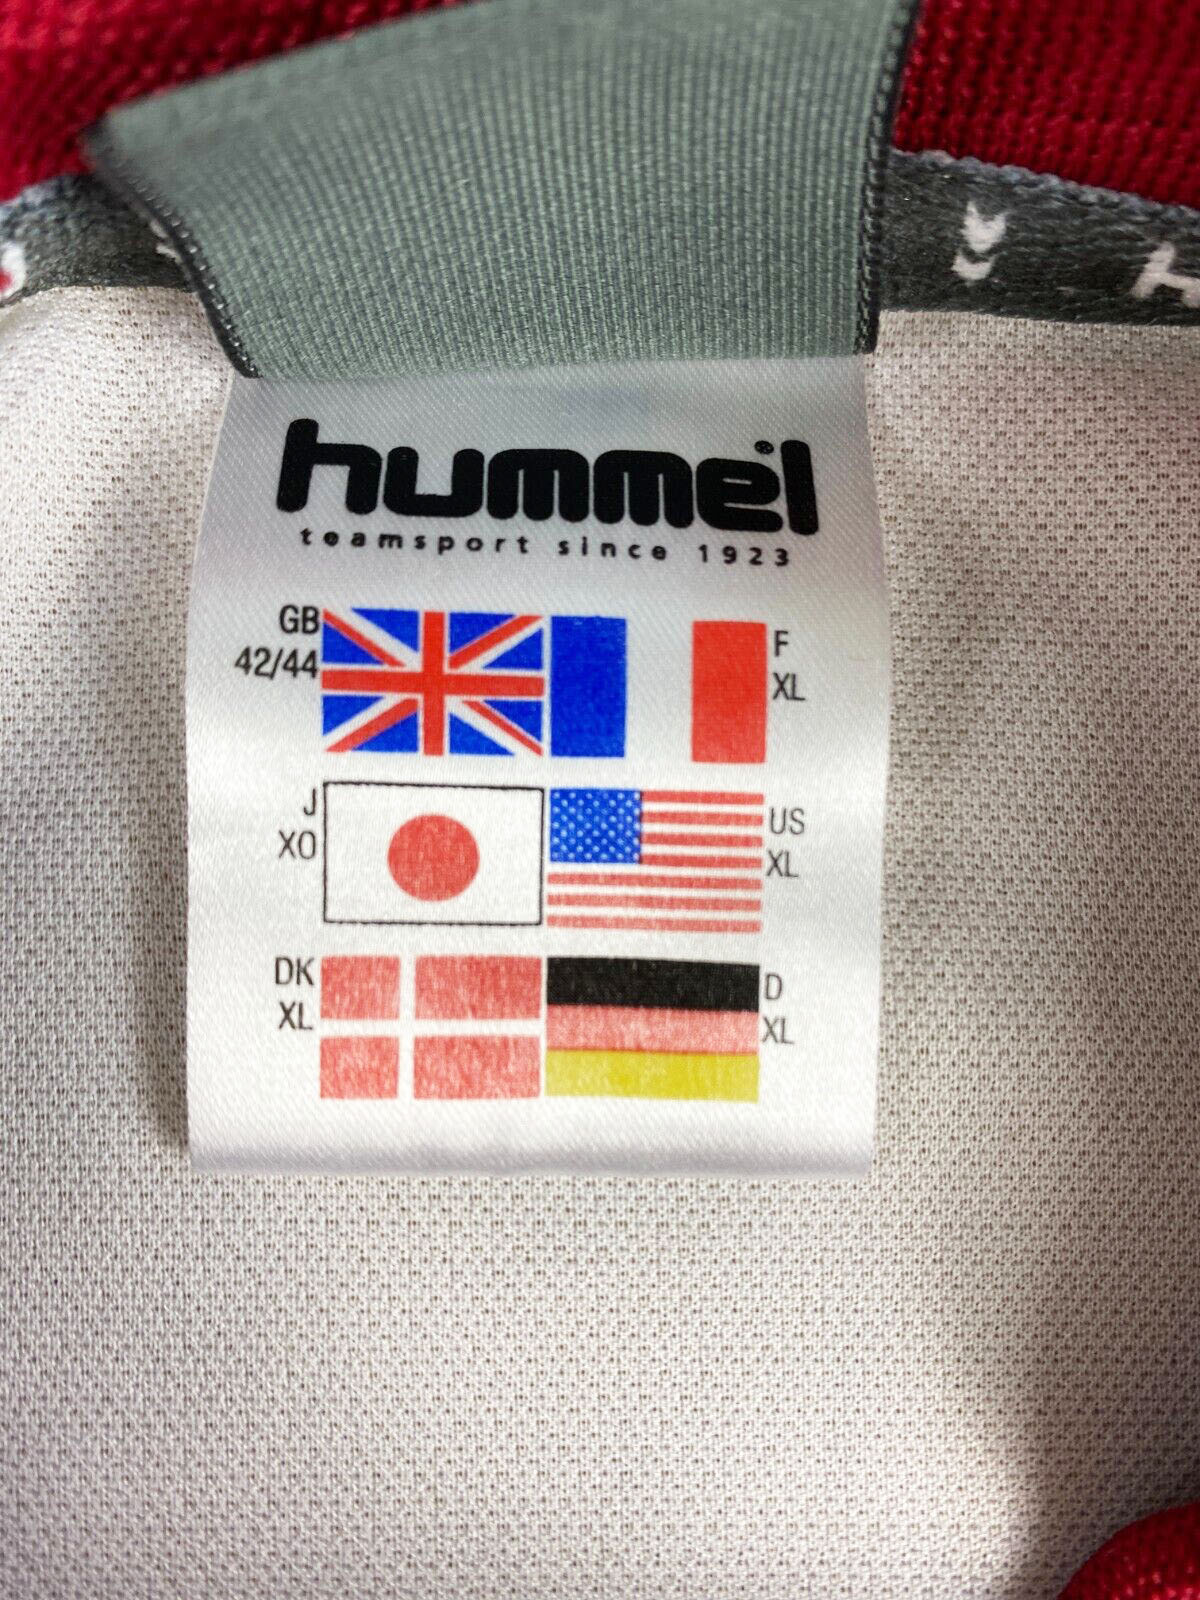 hummel
teamsport since 1923
GB
42/44
F
XL
J
XO
US
XL
DK
XL
D
XL